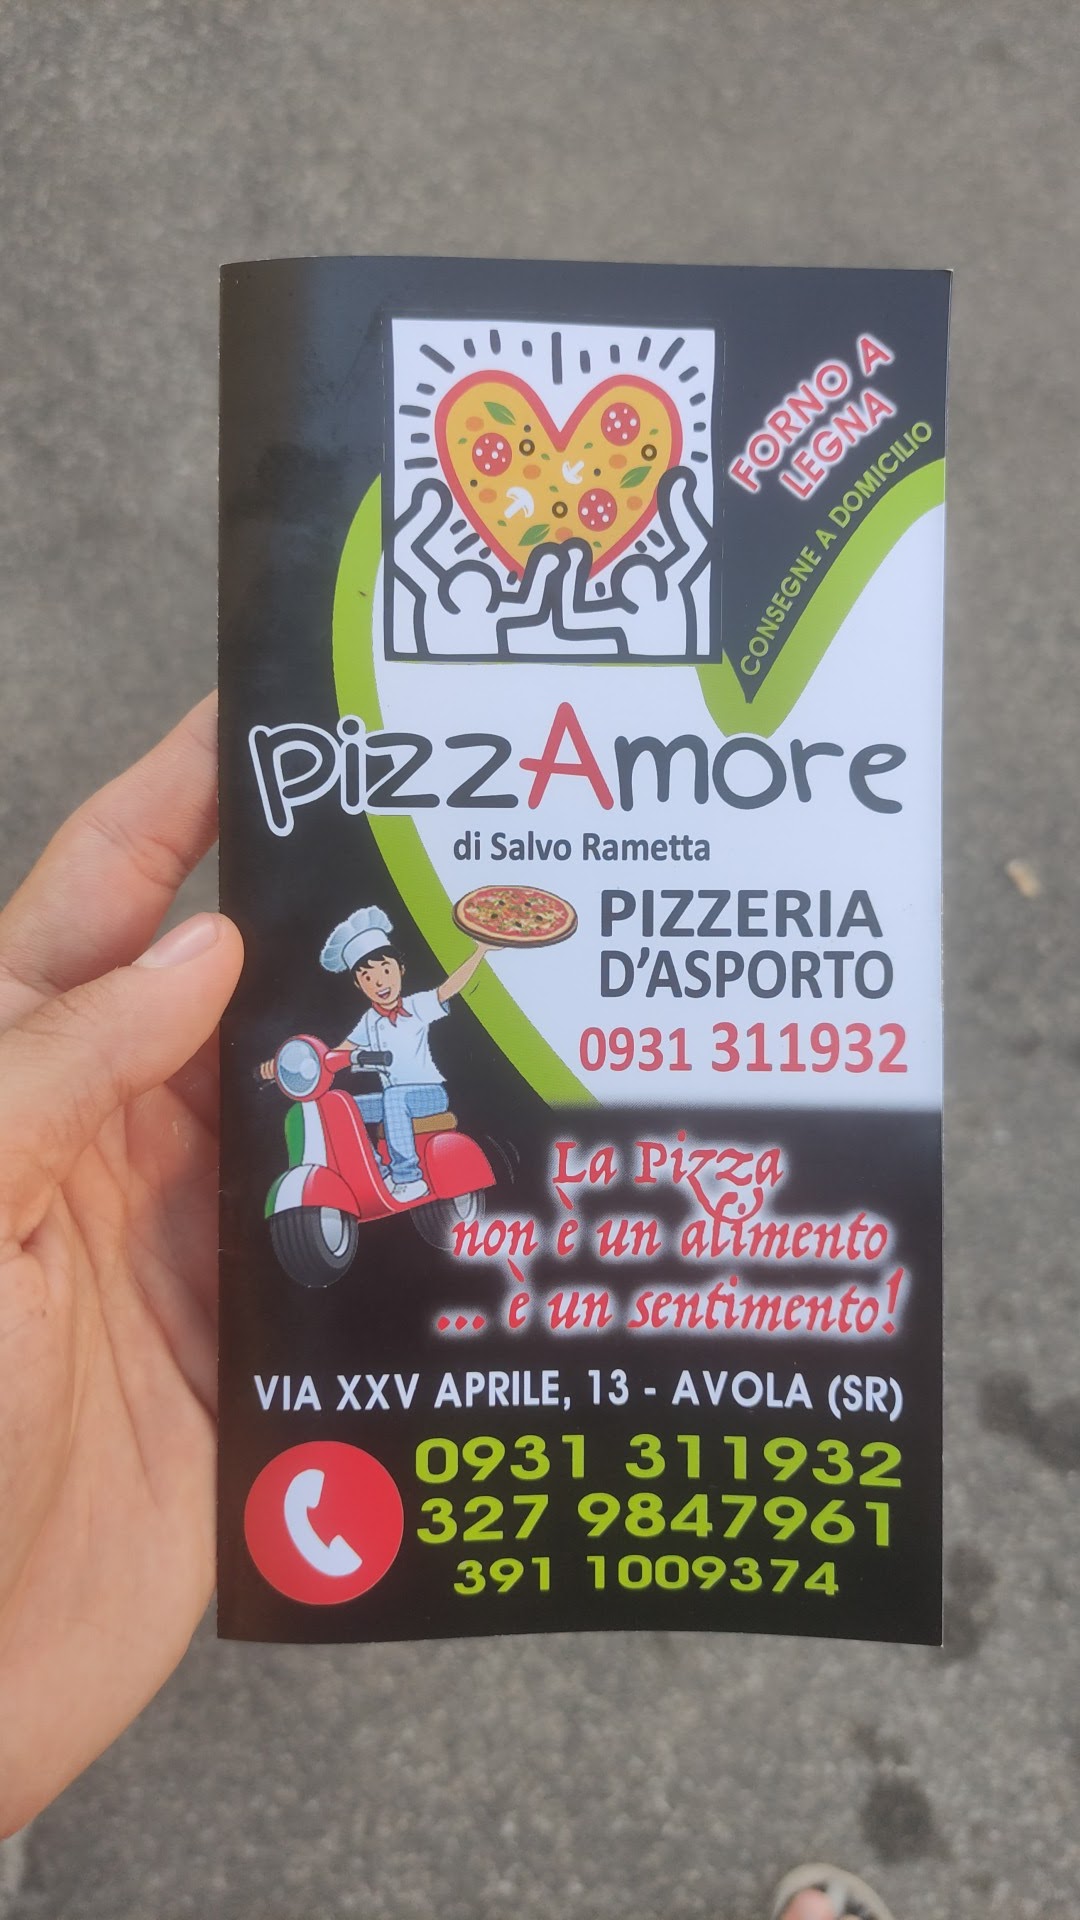 FORNO A
LEGNA
CONSEGNE A DOMICILIO
pizzAmore
di Salvo Rametta
PIZZERIA
D'ASPORTO
0931 311932
La Pizza
non è un alimento
... è un sentimento!
VIA XXV APRILE, 13 - AVOLA (SR)
0931 311932
327 9847961
391 1009374